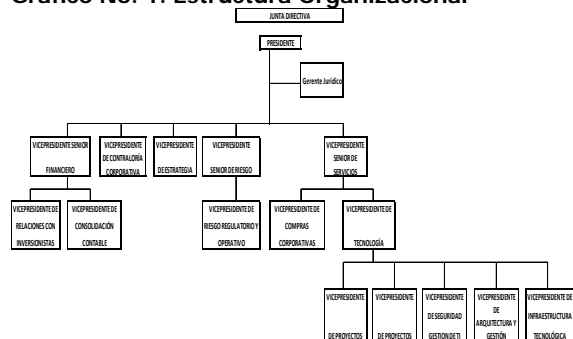 Gráfico No. 1. Estructura Organizacional
JUNTA DIRECTIVA
PRESIDENTE
Gerente Jurídico
VICEPRESIDENTE SENIOR
FINANCIERO
VICEPRESIDENTE
DE CONTRALORÍA
CORPORATIVA
VICEPRESIDENTE
DE ESTRATEGIA
VICEPRESIDENTE
SENIOR DE RIESGO
VICEPRESIDENTE
SENIOR DE
SERVICIOS
VICEPRESIDENTE DE
RELACIONES CON
INVERSIONISTAS
VICEPRESIDENTE DE
CONSOLIDACIÓN
CONTABLE
VICEPRESIDENTE DE
RIESGO REGULATORIO Y
OPERATIVO
VICEPRESIDENTE DE
COMPRAS
CORPORATIVAS
VICEPRESIDENTE DE
TECNOLOGÍA
VICEPRESIDENTE
DE PROYECTOS
VICEPRESIDENTE
DE PROYECTOS
VICEPRESIDENTE
DE SEGURIDAD
GESTION DE TI
VICEPRESIDENTE
DE
ARQUITECTURA Y
GESTIÓN
VICEPRESIDENTE DE
INFRAESTRUCTURA
TECNOLÓGICA